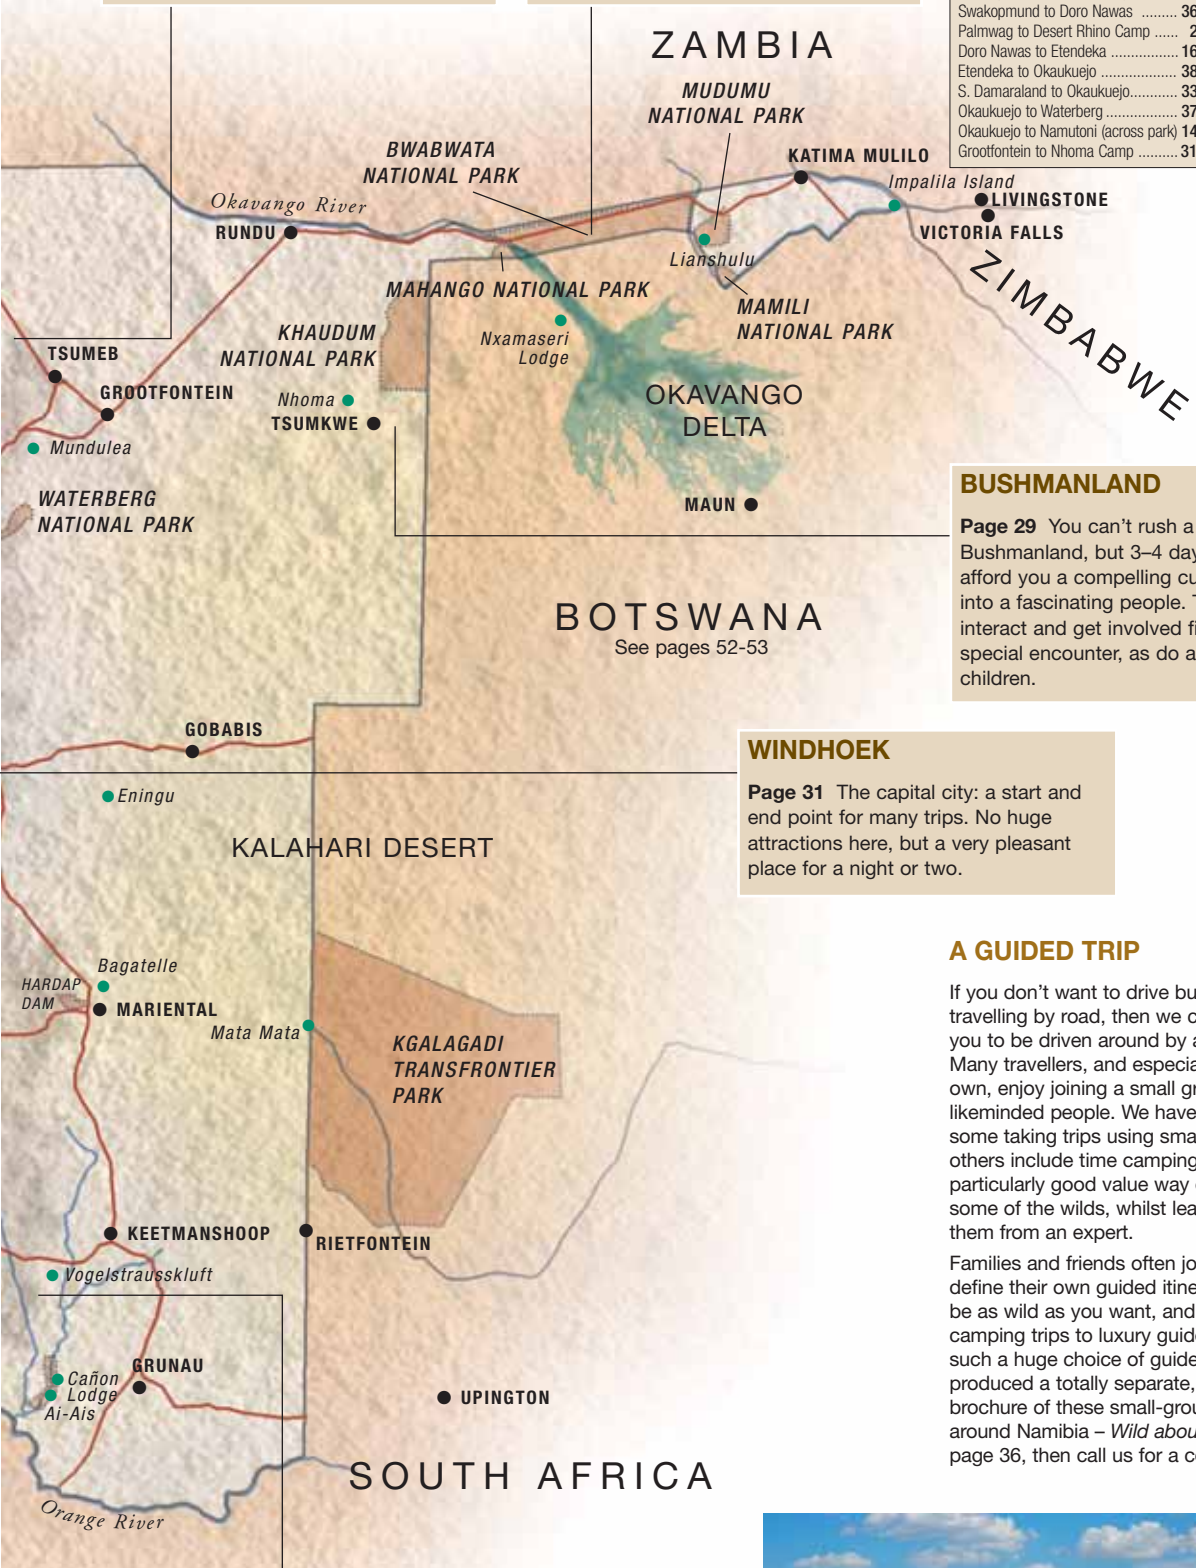 Swakopmund to Doro Nawas ......... 36
Palmwag to Desert Rhino Camp ...... 2
Doro Nawas to Etendeka ................ 16
Etendeka to Okaukuejo .................. 38
S. Damaraland to Okaukuejo............ 33
Okaukuejo to Waterberg ................. 37
Okaukuejo to Namutoni (across park) 14
Grootfontein to Nhoma Camp .......... 31
ZAMBIA
MUDUMU
NATIONAL PARK
BWABWATA
NATIONAL PARK
KATIMA MULILO
Impalila Island
LIVINGSTONE
VICTORIA FALLS
Okavango River
RUNDU
Lianshulu
ZIMBABWE
MAHANGO NATIONAL PARK
MAMILI
NATIONAL PARK
KHAUDUM
NATIONAL PARK
Nxamaseri
Lodge
TSUMEB
GROOTFONTEIN
Nhoma
TSUMKWE
OKAVANGO
DELTA
Mundulea
WATERBERG
NATIONAL PARK
MAUN
BUSHMANLAND
Page 29 You can't rush a
Bushmanland, but 3–4 day
afford you a compelling cu
into a fascinating people. T
interact and get involved fi
special encounter, as do a
children.
BOTSWANA
See pages 52-53
GOBABIS
WINDHOEK
Page 31 The capital city: a start and
end point for many trips. No huge
attractions here, but a very pleasant
place for a night or two.
Eningu
KALAHARI DESERT
Bagatelle
HARDAP
DAM
MARIENTAL
Mata Mata
KGALAGADI
TRANSFRONTIER
PARK
KEETMANSHOOP
RIETFONTEIN
Vogelstrausskluft
GRUNAU
Cañon
Lodge
Ai-Ais
UPINGTON
SOUTH AFRICA
Orange River
A GUIDED TRIP
If you don't want to drive bu
travelling by road, then we c
you to be driven around by a
Many travellers, and especia
own, enjoy joining a small gr
likeminded people. We have
some taking trips using sma
others include time camping
particularly good value way
some of the wilds, whilst lea
them from an expert.
Families and friends often jo
define their own guided itine
be as wild as you want, and
camping trips to luxury guide
such a huge choice of guide
produced a totally separate,
brochure of these small-grou
around Namibia – Wild abou
page 36, then call us for a c